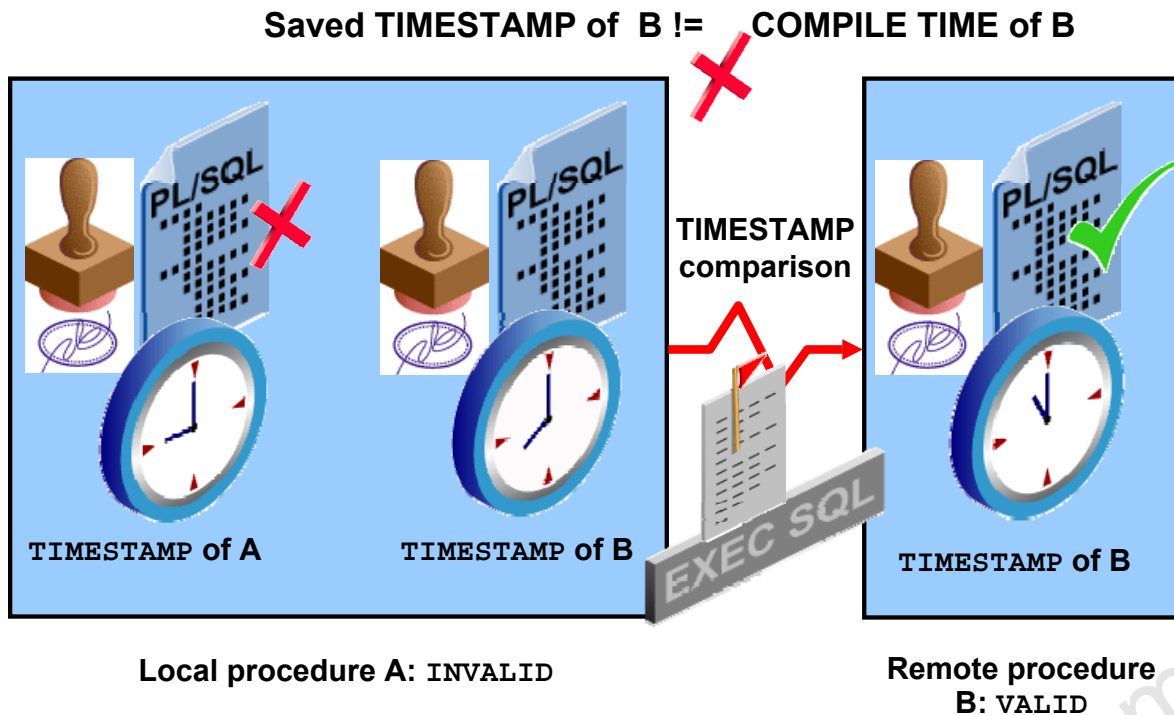 Saved TIMESTAMP of B != COMPILE TIME of B
PL/SQL
PL/SQL
TIMESTAMP
comparison
PL/SQL
EXEC SQL
TIMESTAMP of A
TIMESTAMP of B
TIMESTAMP of B
Local procedure A: INVALID
Remote procedure
B: VALID